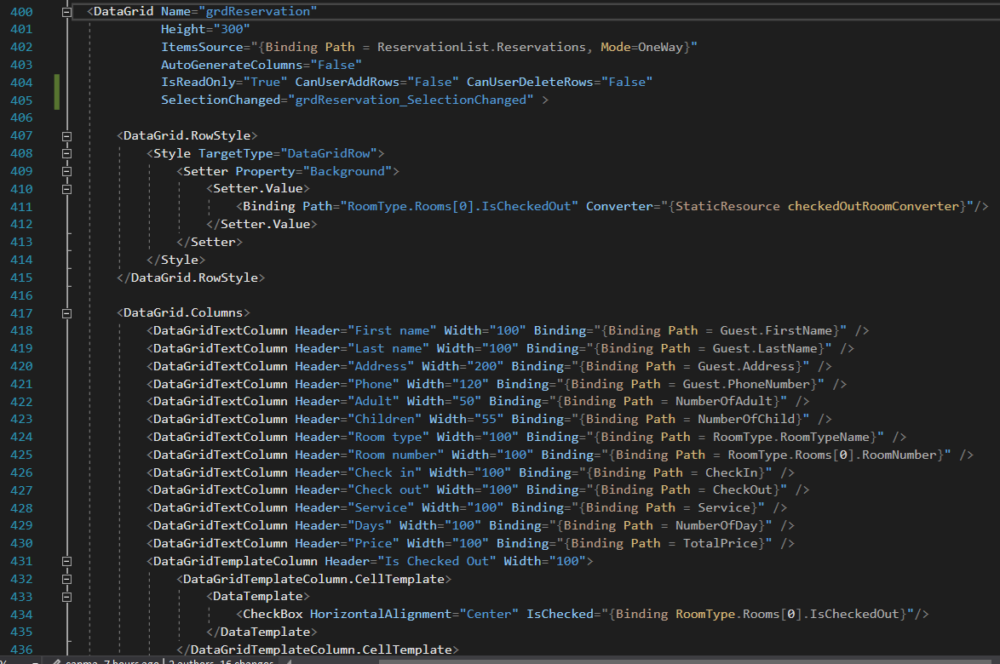 400 <DataGrid Name="grdReservation"
401 Height="300"
402 ItemsSource="{Binding Path = ReservationList.Reservations, Mode=OneWay}"
403 AutoGenerateColumns="False"
404 IsReadOnly="True" CanUserAddRows="False" CanUserDeleteRows="False"
405 SelectionChanged="grdReservation_SelectionChanged" >
406
407 <DataGrid.RowStyle>
408 <Style TargetType="DataGridRow">
409 <Setter Property="Background">
410 <Setter.Value>
411 <Binding Path="RoomType.Rooms[0].IsCheckedOut" Converter="{StaticResource checkedOutRoomConverter}"/>
412 </Setter.Value>
413 </Setter>
414 </Style>
415 </DataGrid.RowStyle>
416
417 <DataGrid.Columns>
418 <DataGridTextColumn Header="First name" Width="100" Binding="{Binding Path = Guest.FirstName}" />
419 <DataGridTextColumn Header="Last name" Width="100" Binding="{Binding Path = Guest.LastName}" />
420 <DataGridTextColumn Header="Address" Width="200" Binding="{Binding Path = Guest.Address}" />
421 <DataGridTextColumn Header="Phone" Width="120" Binding="{Binding Path = Guest.PhoneNumber}" />
422 <DataGridTextColumn Header="Adult" Width="50" Binding="{Binding Path = NumberOfAdult}" />
423 <DataGridTextColumn Header="Children" Width="55" Binding="{Binding Path = NumberOfChild}" />
424 <DataGridTextColumn Header="Room type" Width="100" Binding="{Binding Path = RoomType.RoomTypeName}" />
425 <DataGridTextColumn Header="Room number" Width="100" Binding="{Binding Path = RoomType.Rooms[0].RoomNumber}" />
426 <DataGridTextColumn Header="Check in" Width="100" Binding="{Binding Path = CheckIn}" />
427 <DataGridTextColumn Header="Check out" Width="100" Binding="{Binding Path = CheckOut}" />
428 <DataGridTextColumn Header="Service" Width="100" Binding="{Binding Path = Service}" />
429 <DataGridTextColumn Header="Days" Width="100" Binding="{Binding Path = NumberOfDay}" />
430 <DataGridTextColumn Header="Price" Width="100" Binding="{Binding Path = TotalPrice}" />
431 <DataGridTemplateColumn Header="Is Checked Out" Width="100">
432 <DataGridTemplateColumn.CellTemplate>
433 <DataTemplate>
434 <CheckBox HorizontalAlignment="Center" IsChecked="{Binding RoomType.Rooms[0].IsCheckedOut}"/>
435 </DataTemplate>
436 </DataGridTemplateColumn.CellTemplate>
7 hours ago | 2 authors, 16 changes